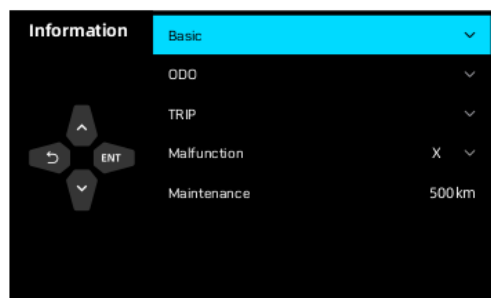 Information
Basic
ODO
TRIP
Malfunction X
Maintenance 500km
ENT